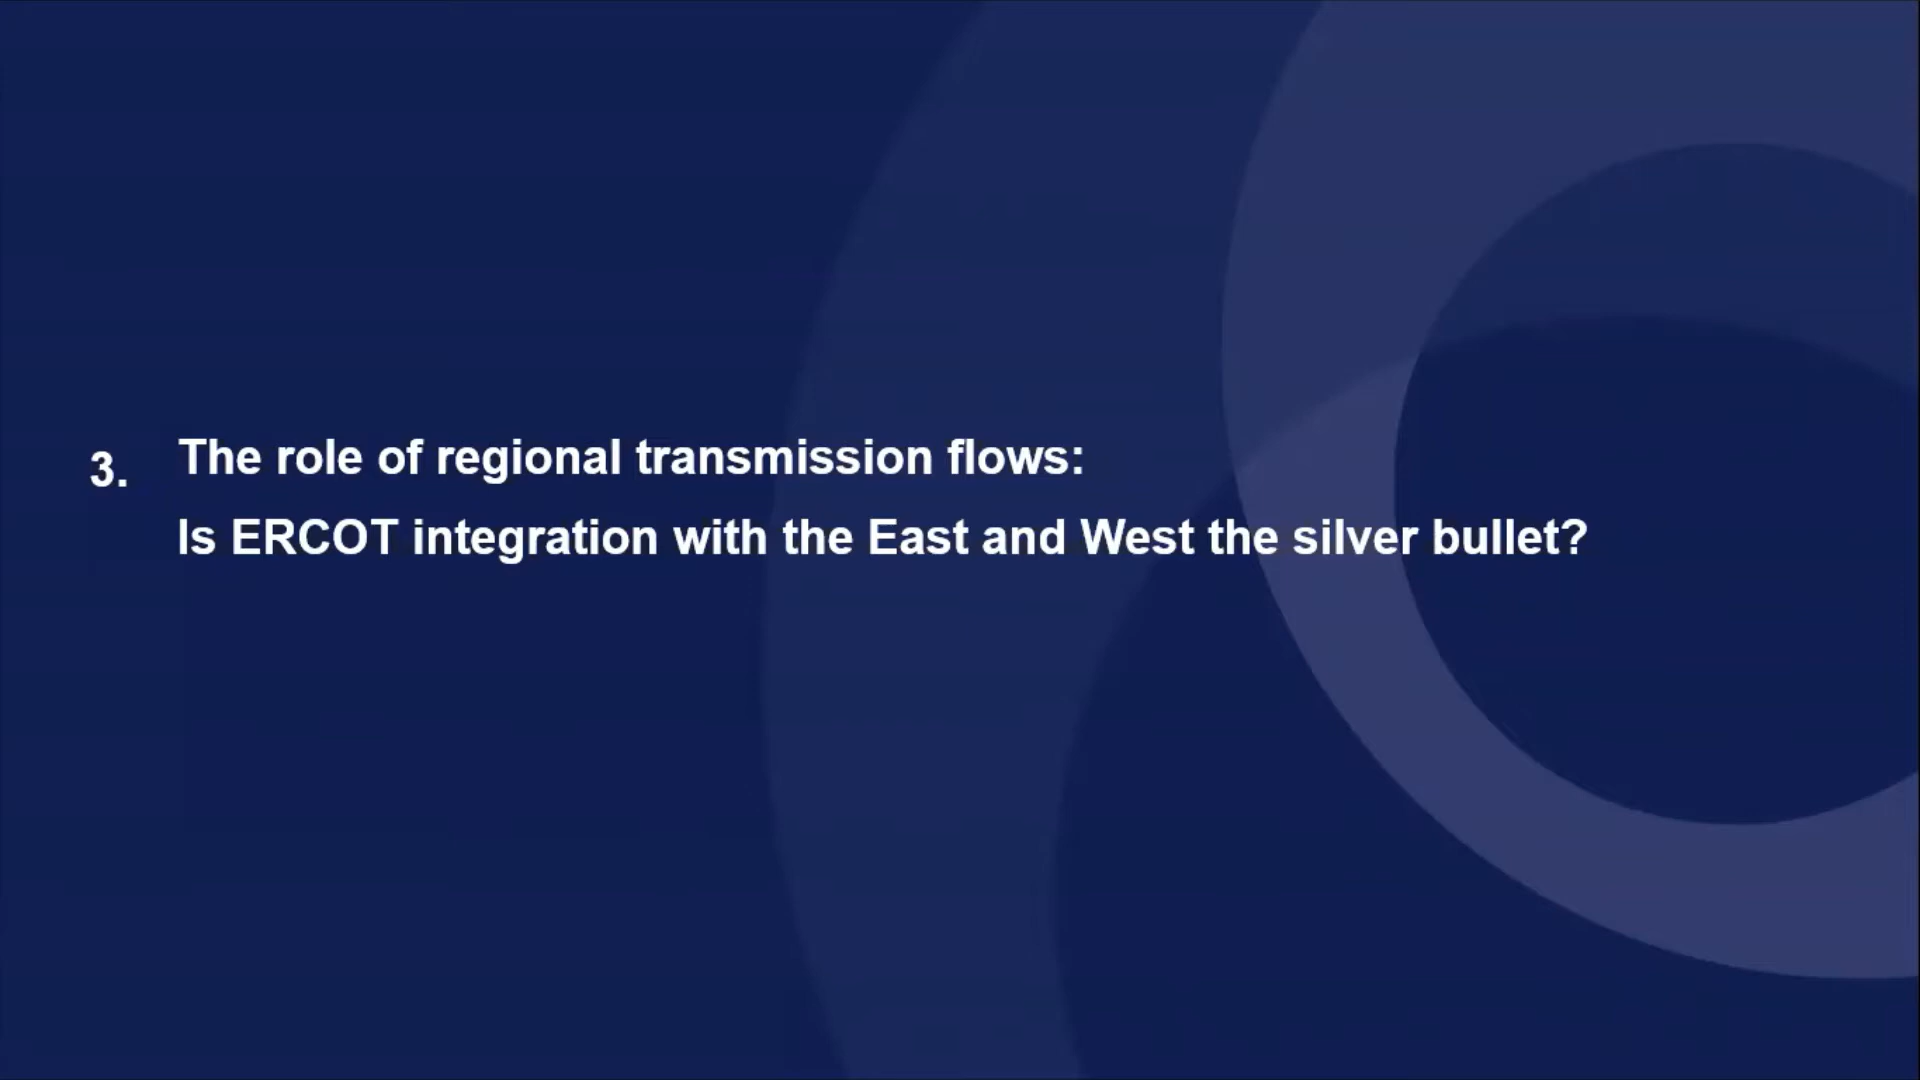 3. The role of regional transmission flows:
Is ERCOT integration with the East and West the silver bullet?